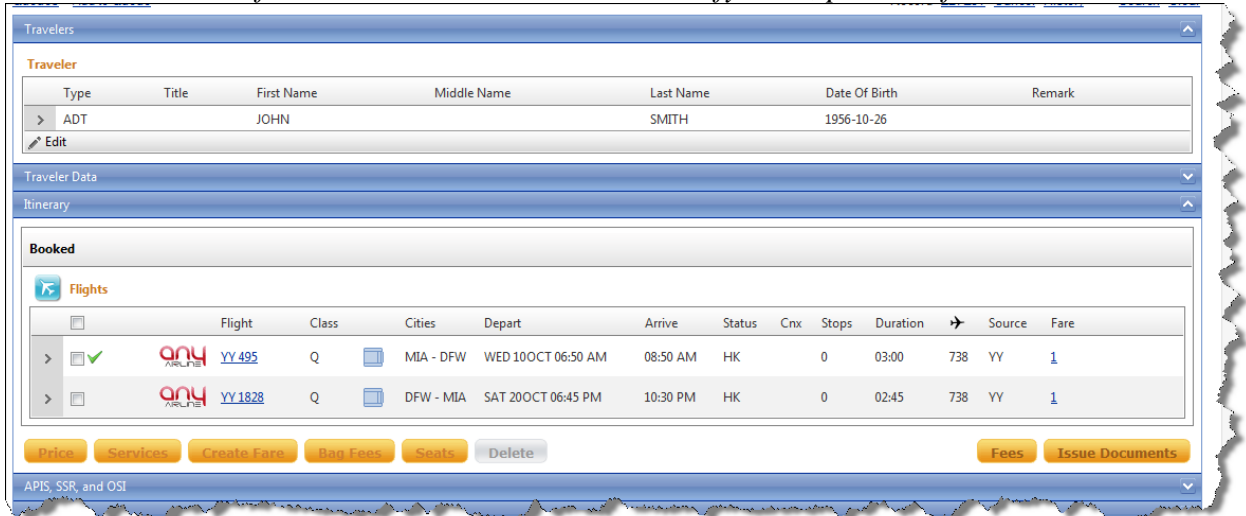 Travelers
Traveler
Type Title First Name Middle Name Last Name Date Of Birth Remark
ADT JOHN SMITH 1956-10-26
Edit
Traveler Data
Itinerary
Booked
Flights
Flight Class Cities Depart Arrive Status Cnx Stops Duration Source Fare
any AIRLINE YY 495 Q MIA - DFW WED 10OCT 06:50 AM 08:50 AM HK 0 03:00 738 YY 1
any AIRLINE YY 1828 Q DFW - MIA SAT 20OCT 06:45 PM 10:30 PM HK 0 02:45 738 YY 1
Price Services Create Fare Bag Fees Seats Delete Fees Issue Documents
APIS, SSR, and OSI